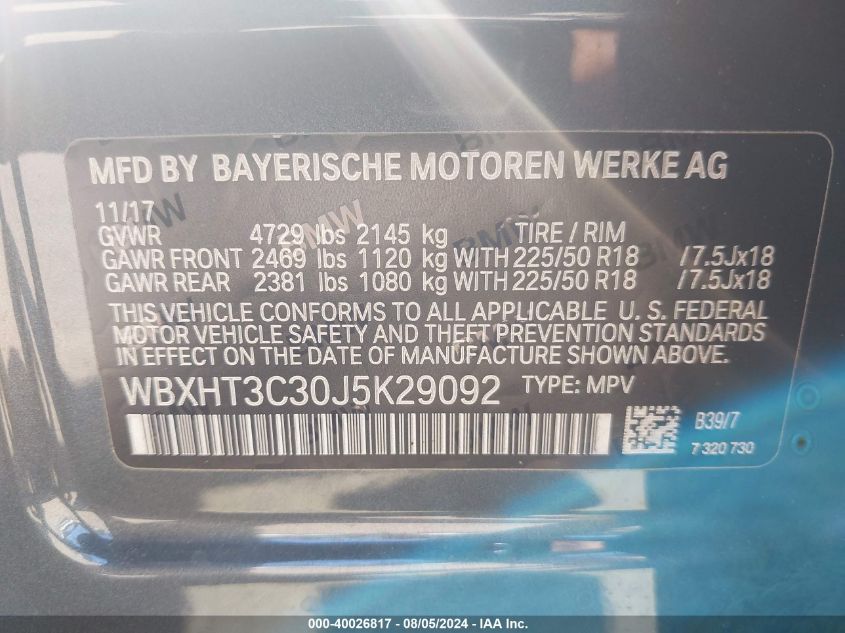 MFD BY BAYERISCHE MOTOREN WERKE AG
11/17
GVWR 4729 lbs 2145 kg TIRE / RIM
GAWR FRONT 2469 lbs 1120 kg WITH 225/50 R18 /7.5Jx18
GAWR REAR 2381 lbs 1080 kg WITH 225/50 R18 /7.5Jx18
THIS VEHICLE CONFORMS TO ALL APPLICABLE U. S. FEDERAL
MOTOR VEHICLE SAFETY AND THEFT PREVENTION STANDARDS
IN EFFECT ON THE DATE OF MANUFACTURE SHOWN ABOVE.
WBXHT3C30J5K29092 TYPE: MPV
B39/7
7 320 730
000-40026817 - 08/05/2024 - IAA Inc.